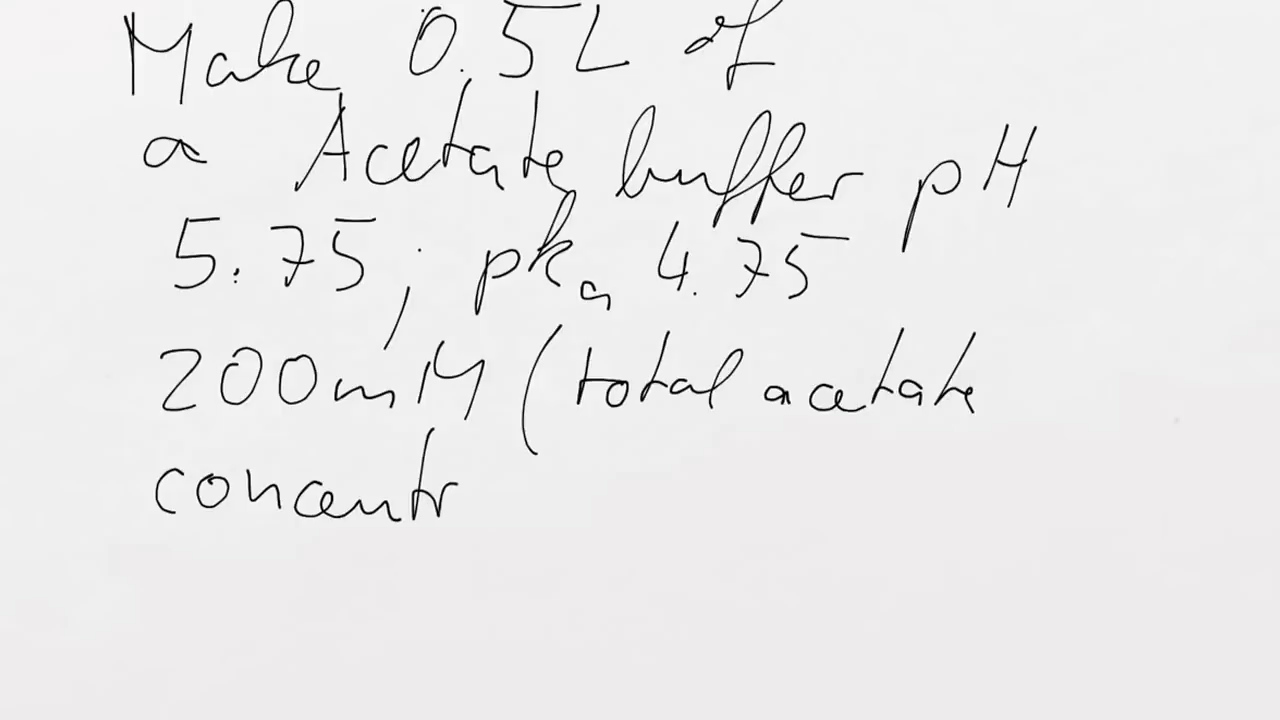 Make 0.5L of
a Acetate buffer pH
5.75; pka 4.75
200mM (total acetate
concentr